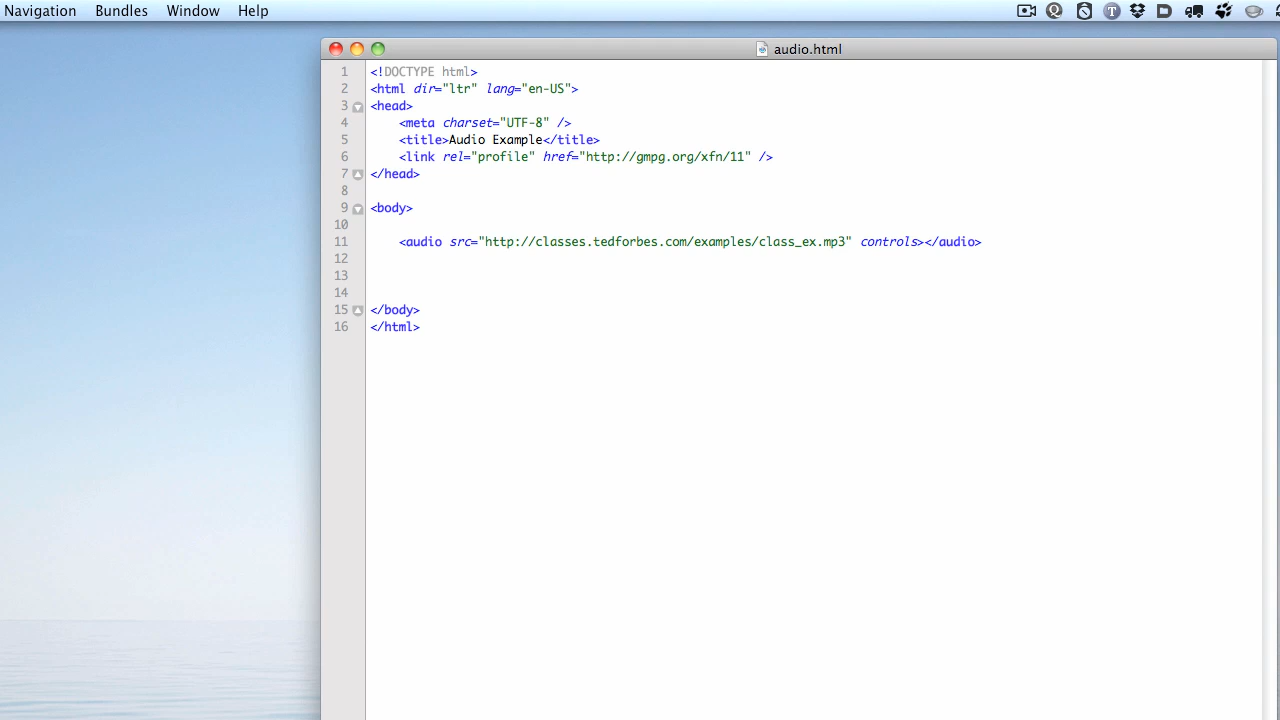 Navigation Bundles Window Help
audio.html
1 <!DOCTYPE html>
2 <html dir="ltr" lang="en-US">
3 <head>
4 <meta charset="UTF-8" />
5 <title>Audio Example</title>
6 <link rel="profile" href="http://gmpg.org/xfn/11" />
7 </head>
8
9 <body>
10
11 <audio src="http://classes.tedforbes.com/examples/class_ex.mp3" controls></audio>
12
13
14
15 </body>
16 </html>